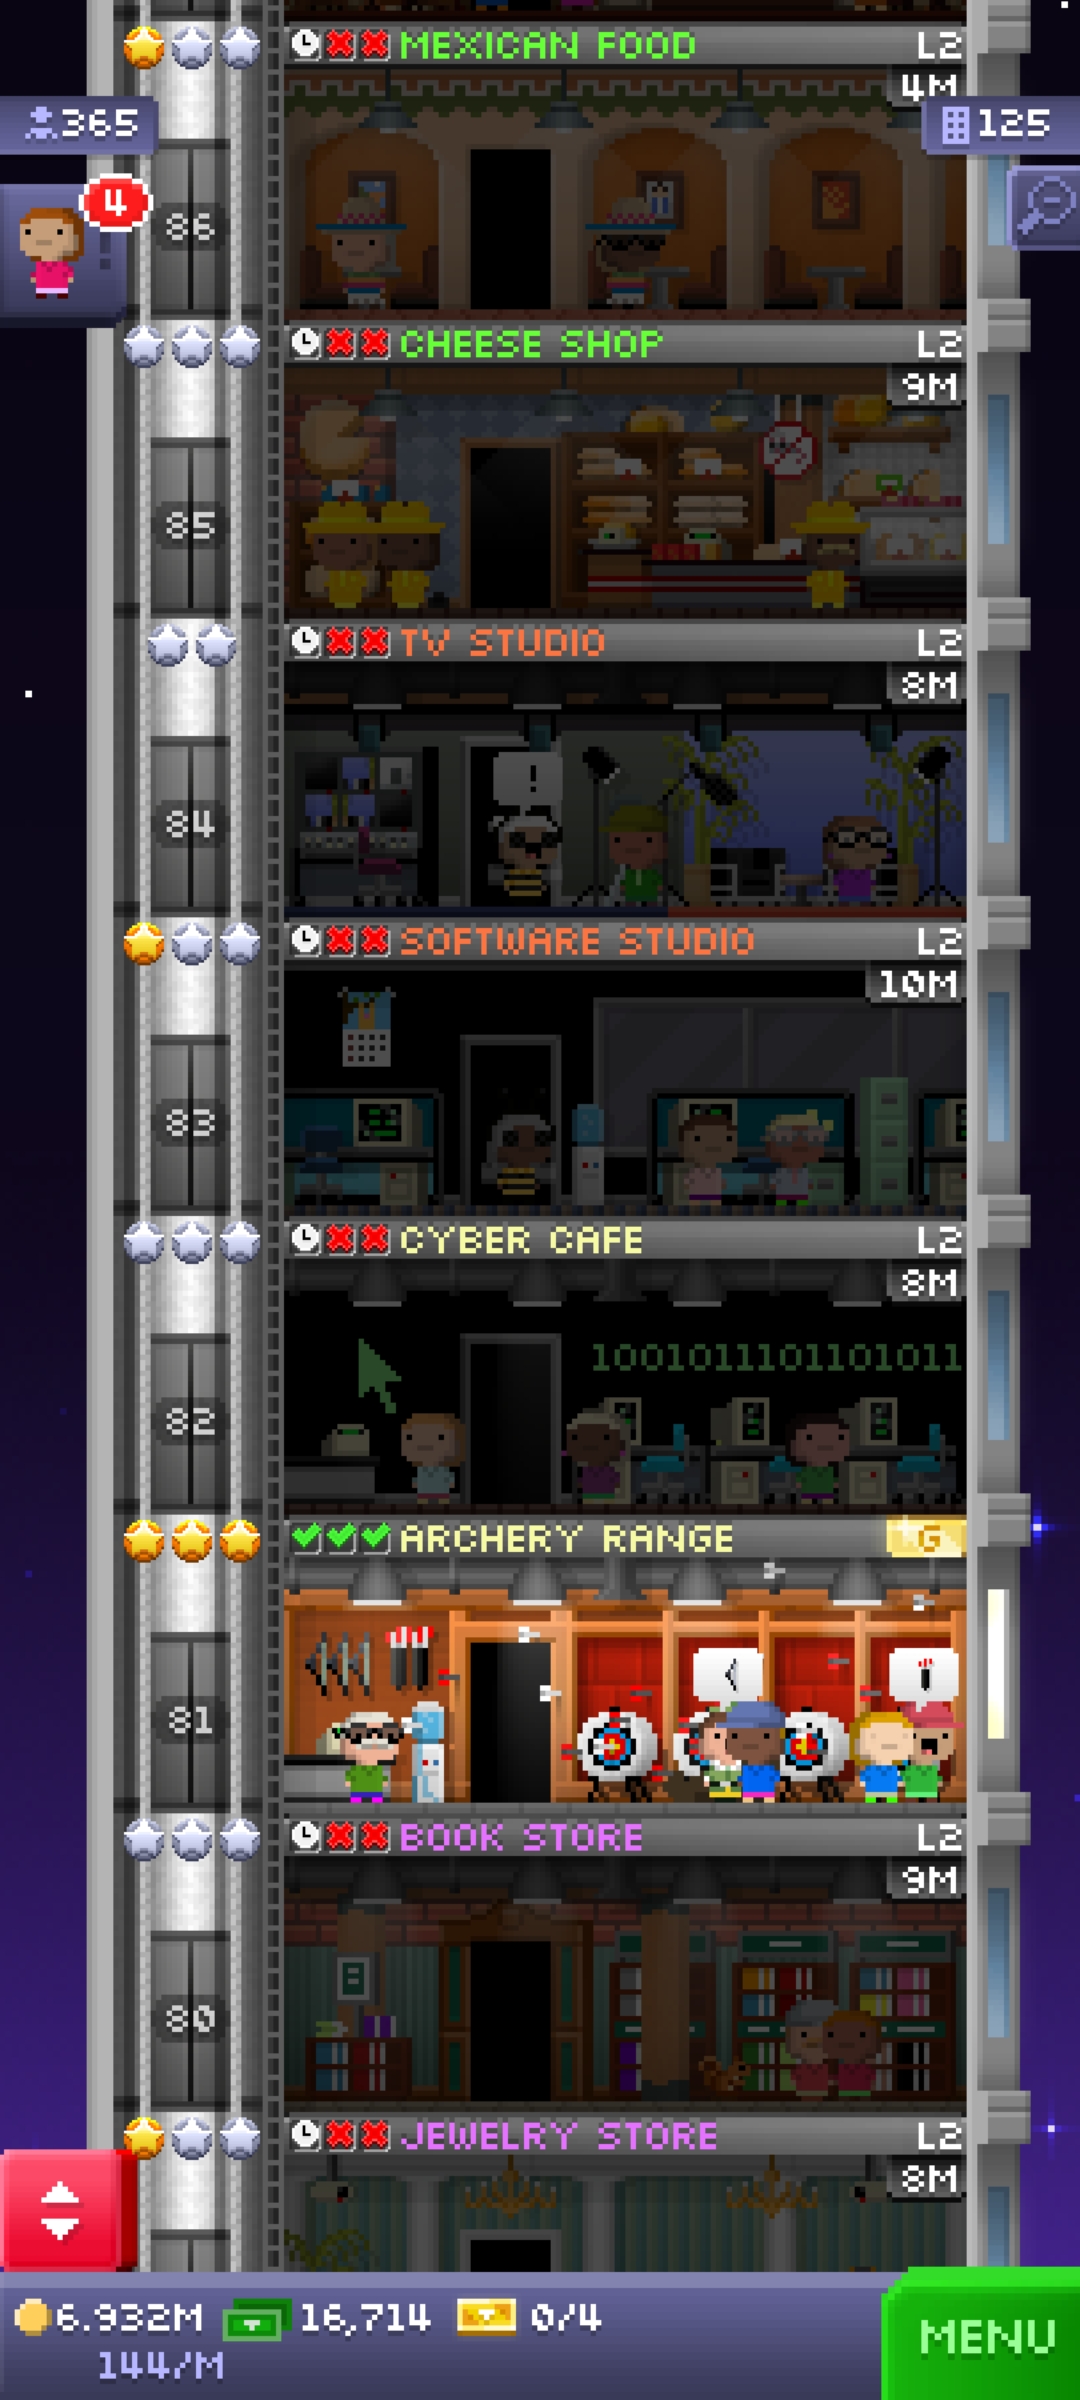 MEXICAN FOOD L2
4M
365
125
4
86
CHEESE SHOP L2
9M
85
TV STUDIO L2
8M
!
84
SOFTWARE STUDIO L2
10M
83
CYBER CAFE L2
8M
1001011101101011
82
ARCHERY RANGE G
81
BOOK STORE L2
9M
80
JEWELRY STORE L2
8M
6.932M 16,714 0/4
144/M
MENU